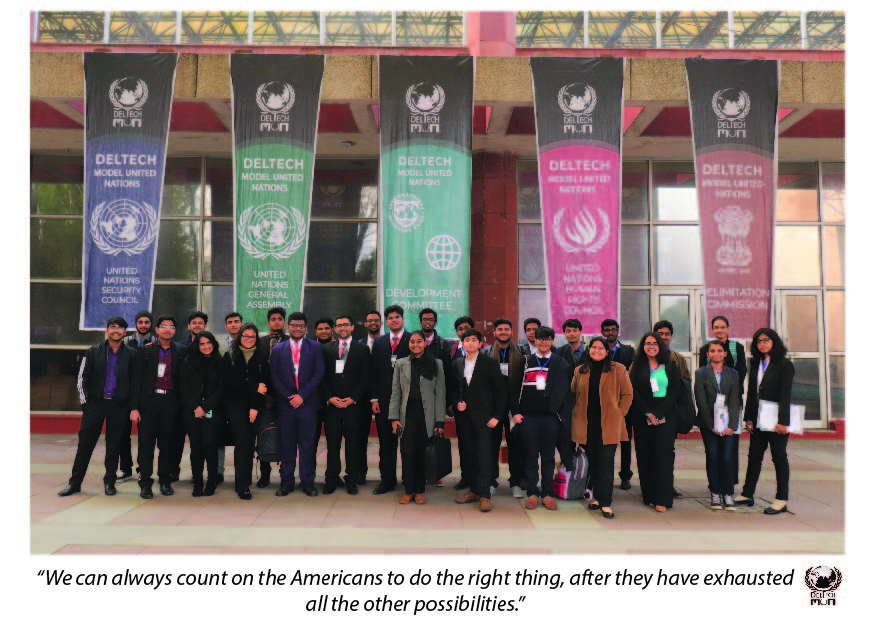 DELTECH
MUN
DELTECH
MODEL UNITED
NATIONS
UNITED
NATIONS
SECURITY
COUNCIL
DELTECH
MUN
DELTECH
MODEL UNITED
NATIONS
UNITED
NATIONS
GENERAL
ASSEMBLY
DELTECH
MUN
DELTECH
MODEL UNITED
NATIONS
DEVELOPMENT
COMMITTEE
DELTECH
MUN
DELTECH
MODEL UNITED
NATIONS
UNITED
NATIONS
HUMAN
RIGHTS
COUNCIL
DELTECH
MUN
DELTECH
MODEL UNITED
NATIONS
ELIMITATION
COMMISSION
“We can always count on the Americans to do the right thing, after they have exhausted
all the other possibilities.”
DELTECH
MUN